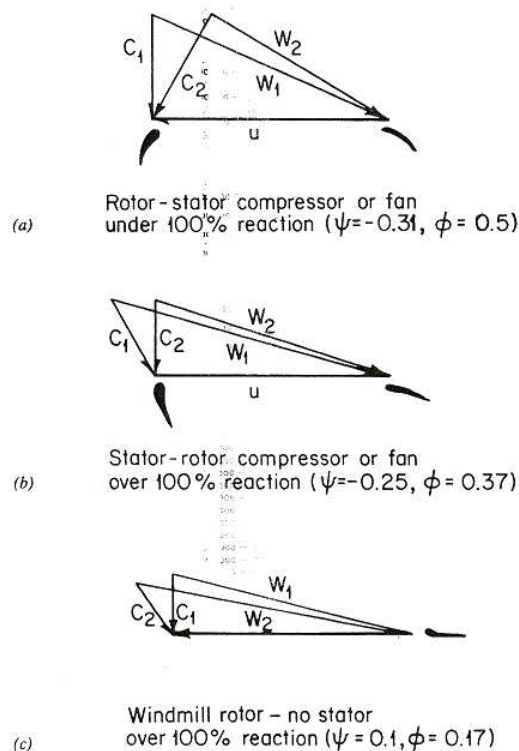 C₁
W₂
C₂
W₁
u
(a)
Rotor-stator compressor or fan
under 100% reaction (ψ=-0.31, ϕ = 0.5)
C₁
C₂
W₂
W₁
u
(b)
Stator-rotor compressor or fan
over 100% reaction (ψ=-0.25, ϕ = 0.37)
C₂
C₁
W₁
W₂
(c)
Windmill rotor - no stator
over 100% reaction (ψ = 0.1, ϕ = 0.17)